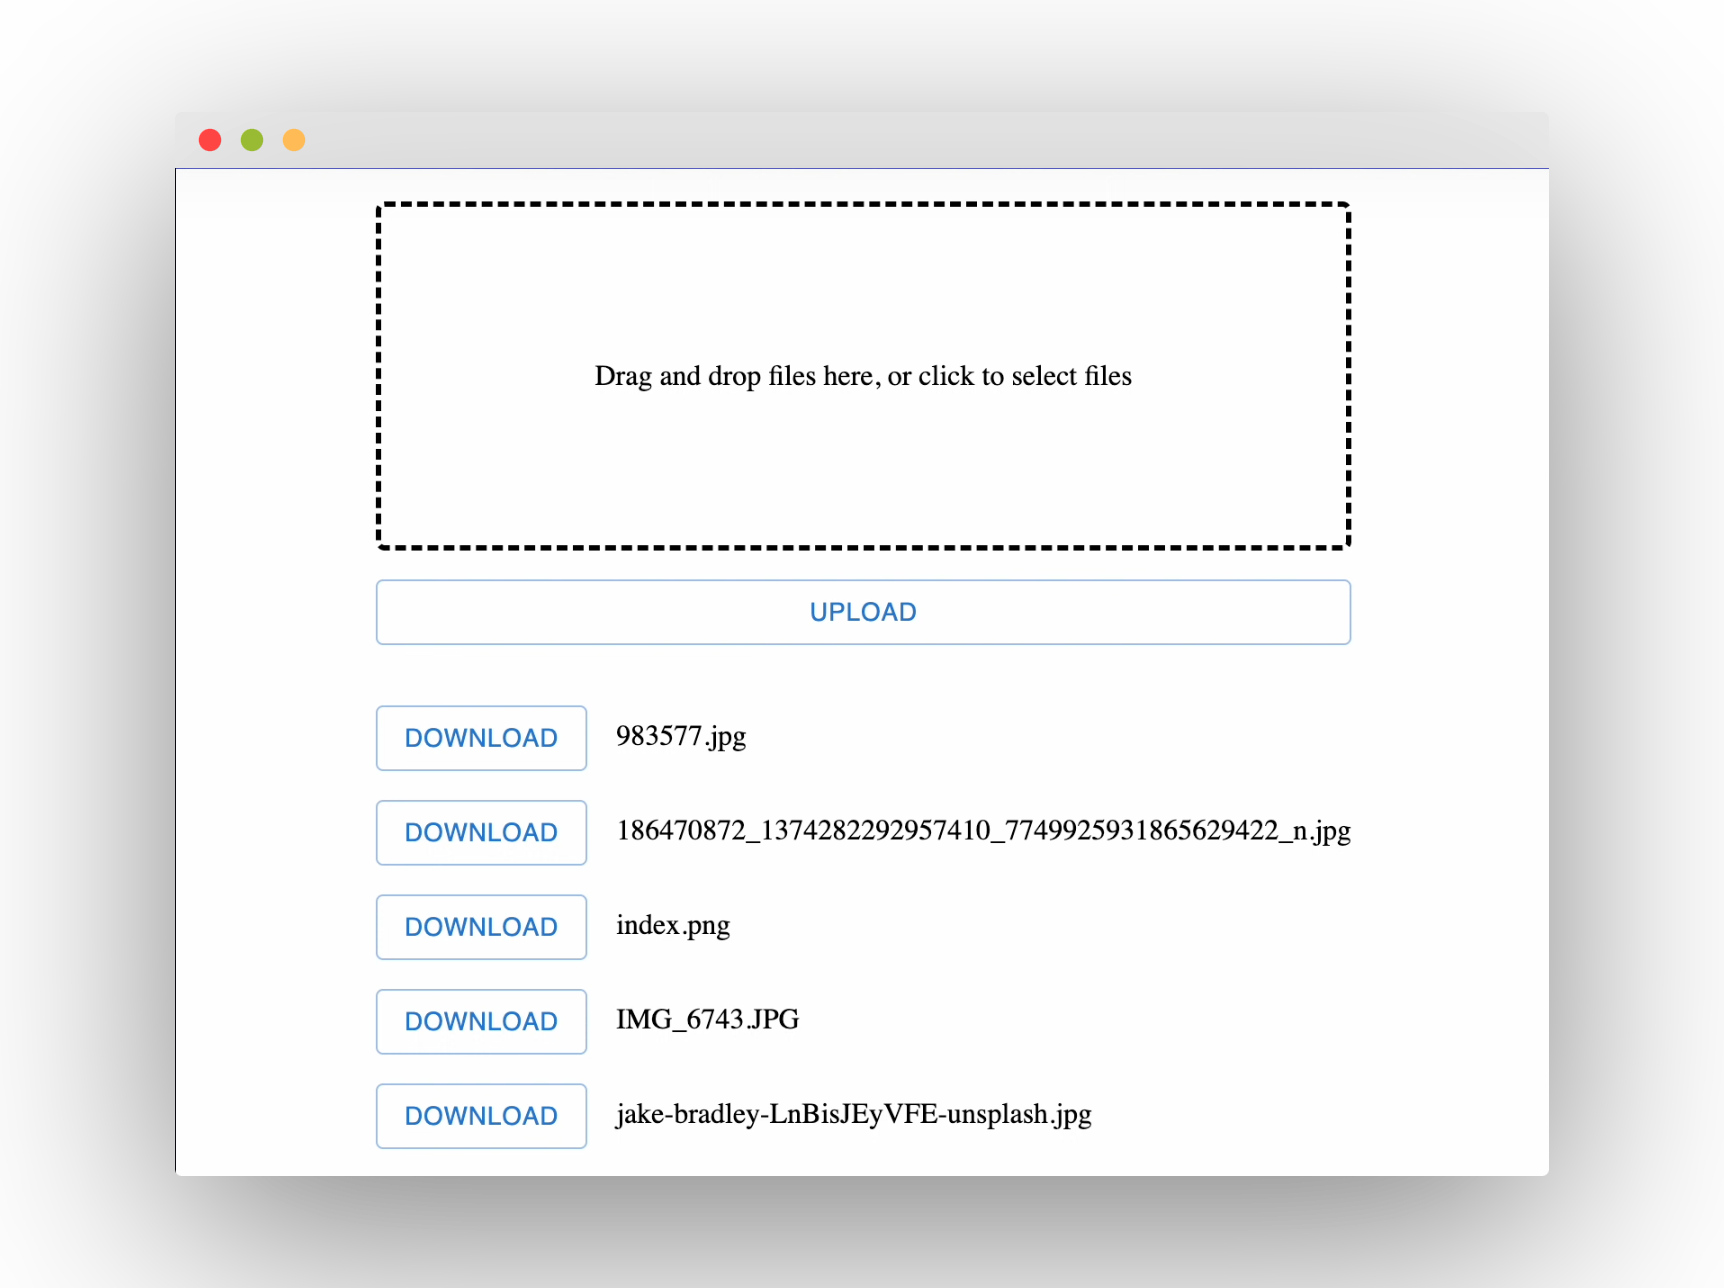 Drag and drop files here, or click to select files
UPLOAD
DOWNLOAD 983577.jpg
DOWNLOAD 186470872_1374282292957410_7749925931865629422_n.jpg
DOWNLOAD index.png
DOWNLOAD IMG_6743.JPG
DOWNLOAD jake-bradley-LnBisJEyVFE-unsplash.jpg